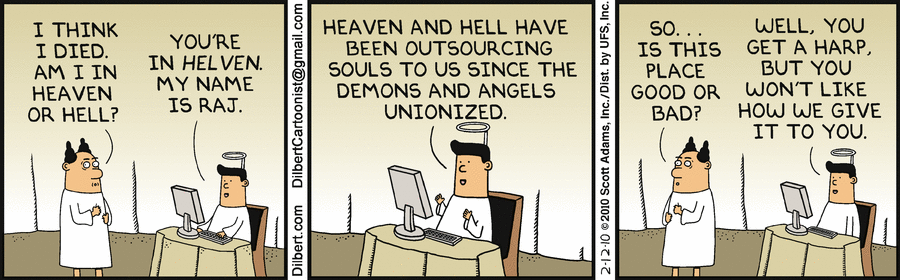 I THINK
I DIED.
AM I IN
HEAVEN
OR HELL?
YOU'RE
IN HELVEN.
MY NAME
IS RAJ.
Dilbert.com DilbertCartoonist@gmail.com
HEAVEN AND HELL HAVE
BEEN OUTSOURCING
SOULS TO US SINCE THE
DEMONS AND ANGELS
UNIONIZED.
2-12-10 ©2010 Scott Adams, Inc./Dist. by UFS, Inc.
SO...
IS THIS
PLACE
GOOD OR
BAD?
WELL, YOU
GET A HARP,
BUT YOU
WON'T LIKE
HOW WE GIVE
IT TO YOU.